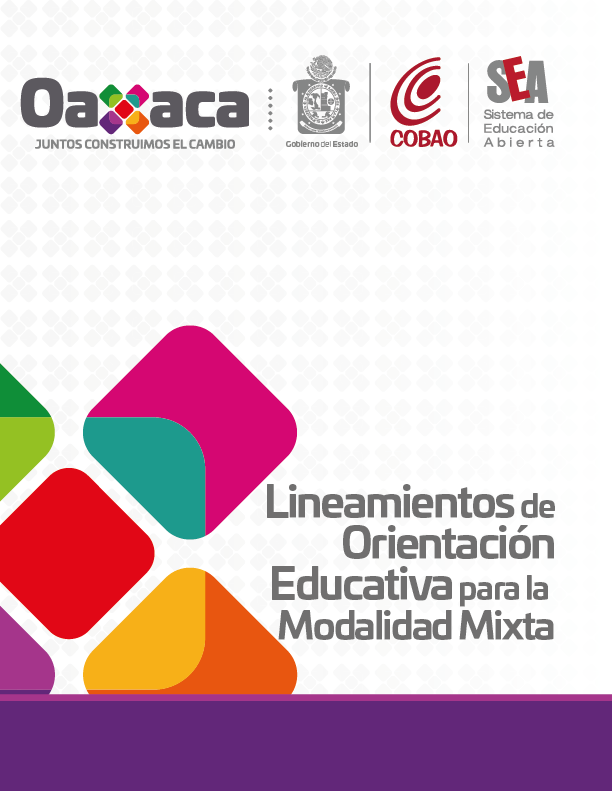 Oaxaca
JUNTOS CONSTRUIMOS EL CAMBIO
Gobierno del Estado
COBAO
SEA
Sistema de
Educación
Abierta
Lineamientos de
Orientación
Educativa para la
Modalidad Mixta